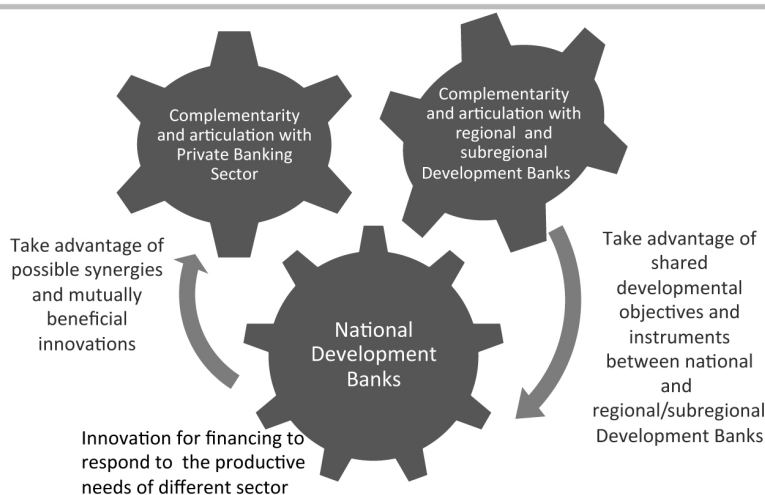 Complementarity
and articulation with
Private Banking
Sector
Complementarity
and articulation with
regional and
subregional
Development Banks
Take advantage of
possible synergies
and mutually
beneficial
innovations
National
Development
Banks
Take advantage of
shared
developmental
objectives and
instruments
between national
and
regional/subregional
Development Banks
Innovation for financing to
respond to the productive
needs of different sector